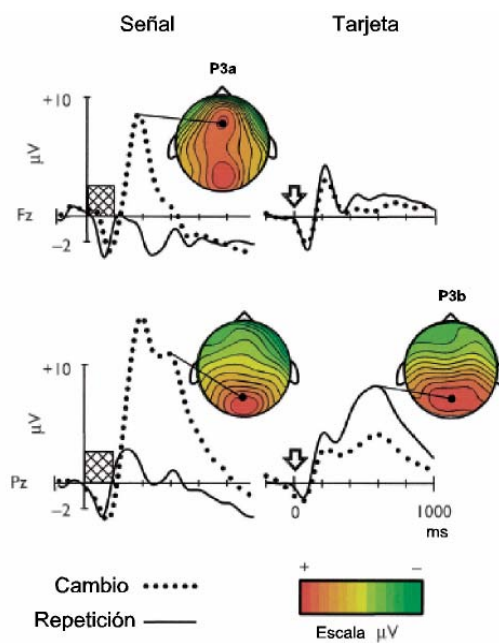 Señal
Tarjeta
P3a
+10
µV
Fz
−2
P3b
+10
µV
Pz
−2
0
1000
ms
Cambio
Repetición
+
−
Escala µV